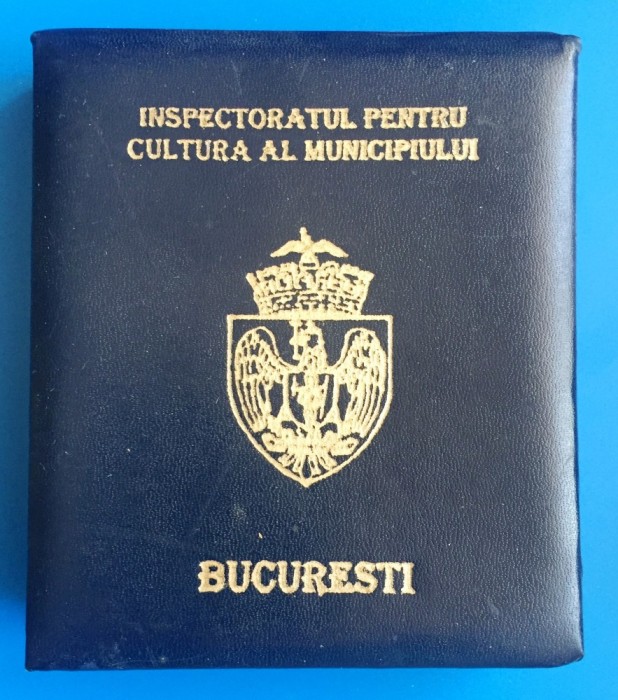 INSPECTORATUL PENTRU
CULTURA AL MUNICIPIULUI
BUCURESTI